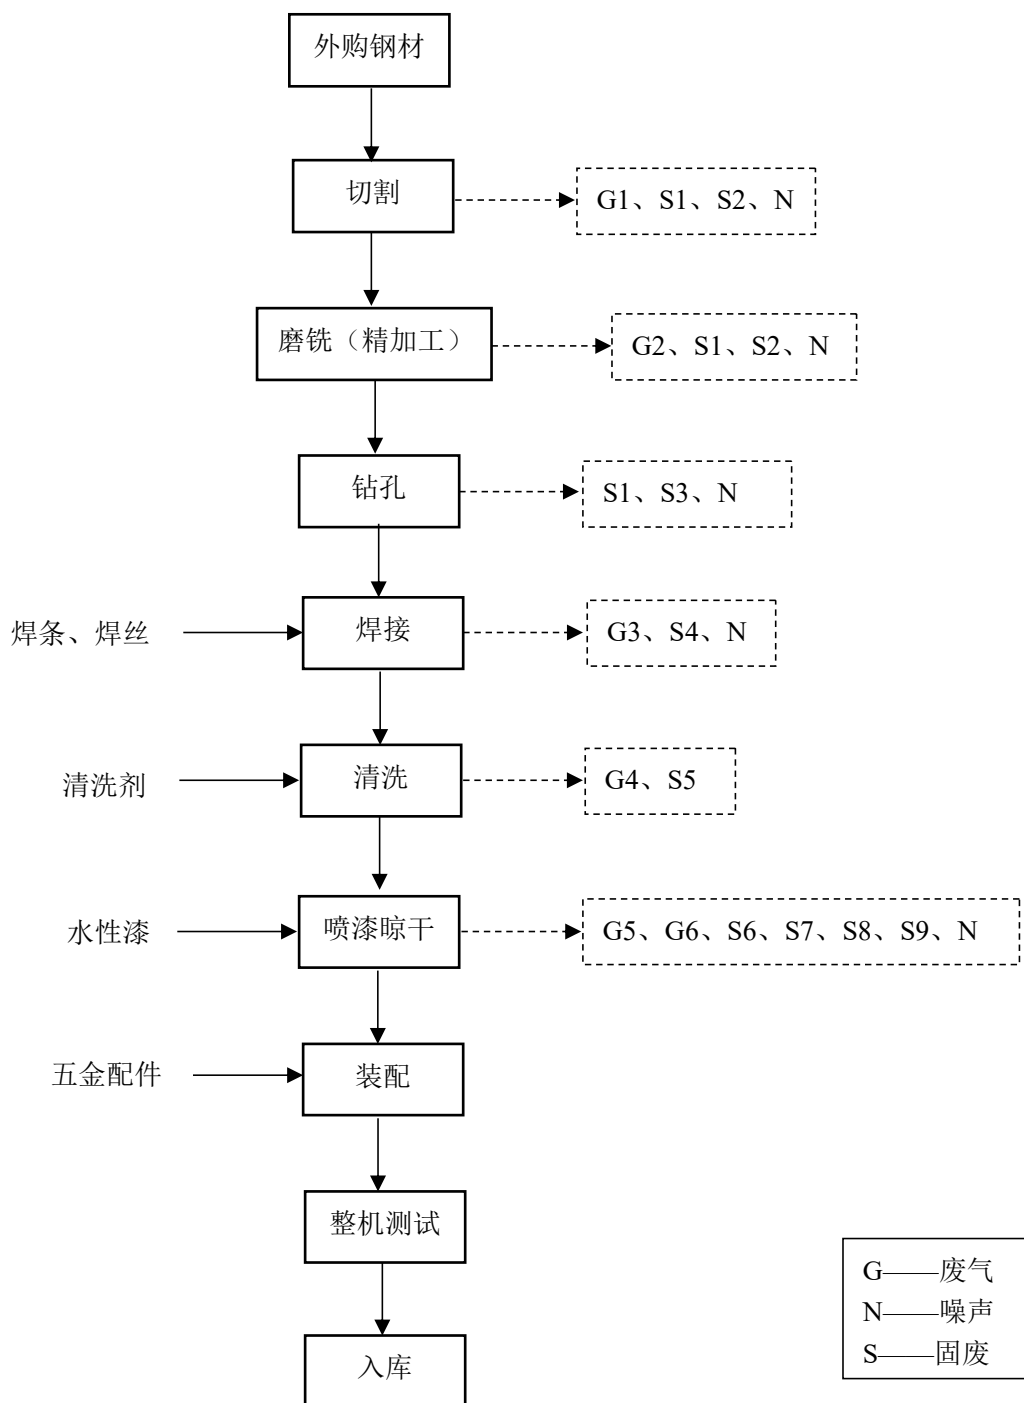 外购钢材
切割
G1、S1、S2、N
磨铣（精加工）
G2、S1、S2、N
钻孔
S1、S3、N
焊条、焊丝
焊接
G3、S4、N
清洗剂
清洗
G4、S5
水性漆
喷漆晾干
G5、G6、S6、S7、S8、S9、N
五金配件
装配
整机测试
入库
G——废气
N——噪声
S——固废